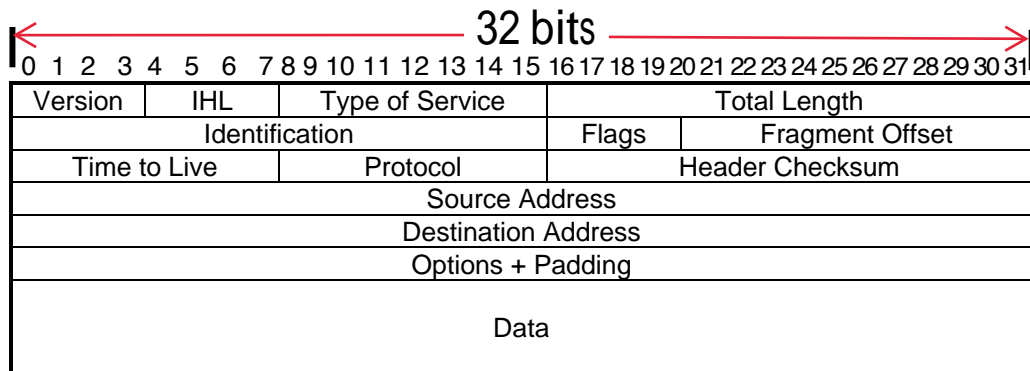 32 bits
0 1 2 3 4 5 6 7 8 9 10 11 12 13 14 15 16 17 18 19 20 21 22 23 24 25 26 27 28 29 30 31
Version IHL Type of Service Total Length
Identification Flags Fragment Offset
Time to Live Protocol Header Checksum
Source Address
Destination Address
Options + Padding
Data